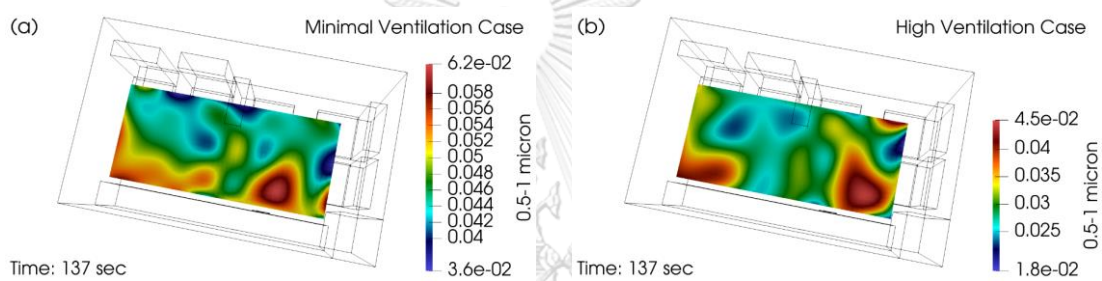 (a)
Minimal Ventilation Case
6.2e-02
0.058
0.056
0.054
0.052
0.05
0.048
0.046
0.044
0.042
0.04
3.6e-02
0.5-1 micron
Time: 137 sec
(b)
High Ventilation Case
4.5e-02
0.04
0.035
0.03
0.025
1.8e-02
0.5-1 micron
Time: 137 sec